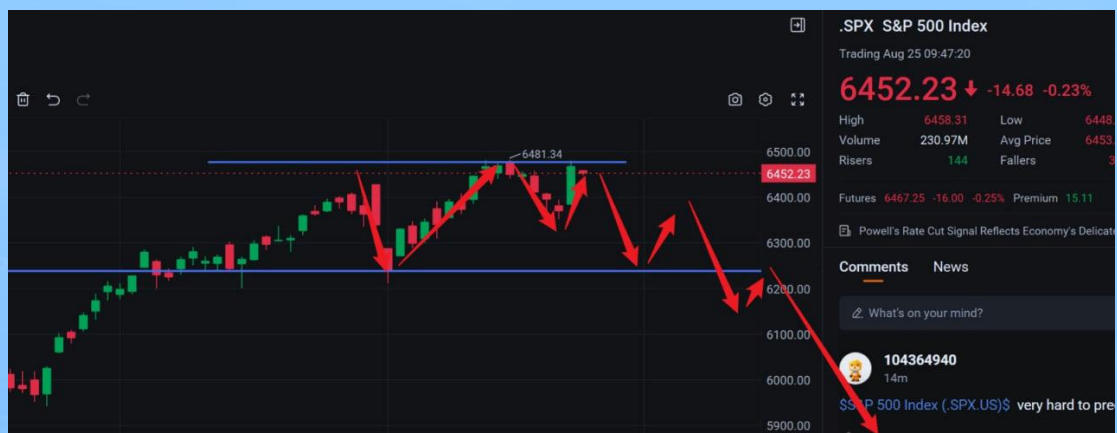 .SPX S&P 500 Index
Trading Aug 25 09:47:20
6452.23 -14.68 -0.23%
High 6458.31 Low 6448.
Volume 230.97M Avg Price 6453.
Risers 144 Fallers 3
Futures 6467.25 -16.00 -0.25% Premium 15.11
Powell's Rate Cut Signal Reflects Economy's Delicate
Comments News
What's on your mind?
104364940
14m
$S&P 500 Index (.SPX.US)$ very hard to pre
6481.34
6500.00
6452.23
6400.00
6300.00
6200.00
6100.00
6000.00
5900.00